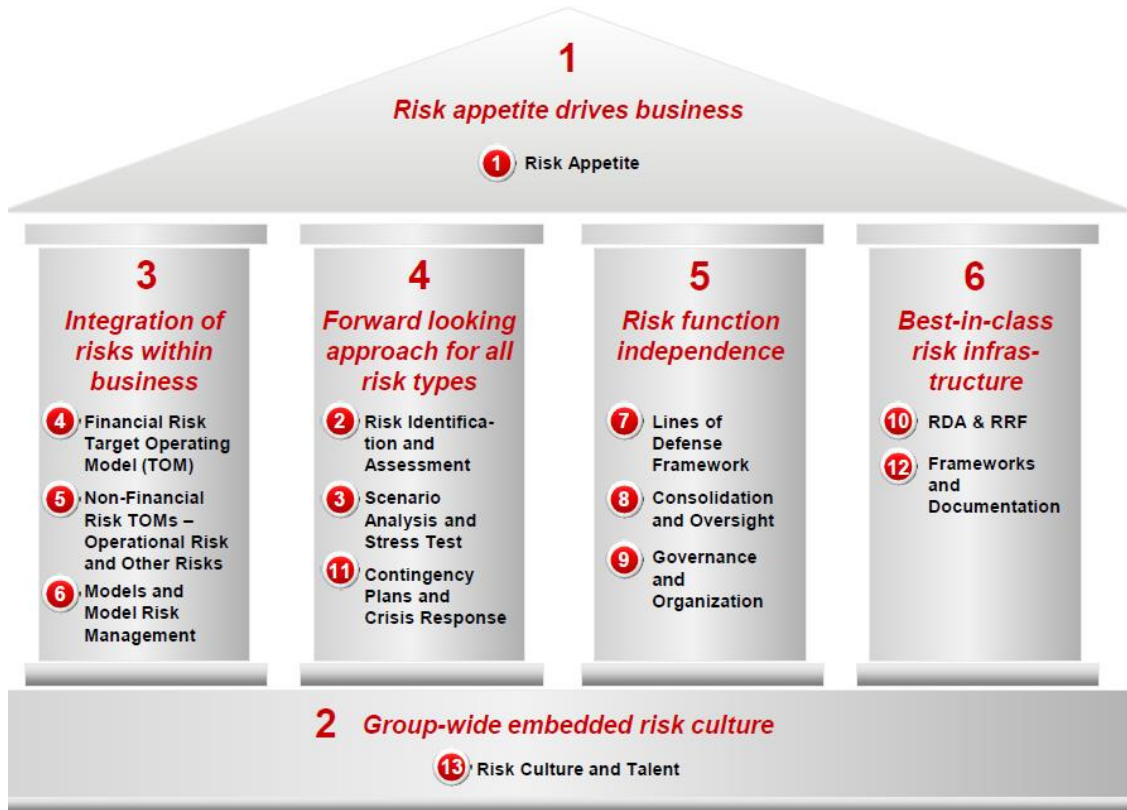 1
Risk appetite drives business
1 Risk Appetite
3
Integration of
risks within
business
4 Financial Risk
Target Operating
Model (TOM)
5 Non-Financial
Risk TOMs –
Operational Risk
and Other Risks
6 Models and
Model Risk
Management
4
Forward looking
approach for all
risk types
2 Risk Identifica-
tion and
Assessment
3 Scenario
Analysis and
Stress Test
11 Contingency
Plans and
Crisis Response
5
Risk function
independence
7 Lines of
Defense
Framework
8 Consolidation
and Oversight
9 Governance
and
Organization
6
Best-in-class
risk infras-
tructure
10 RDA & RRF
12 Frameworks
and
Documentation
2 Group-wide embedded risk culture
13 Risk Culture and Talent